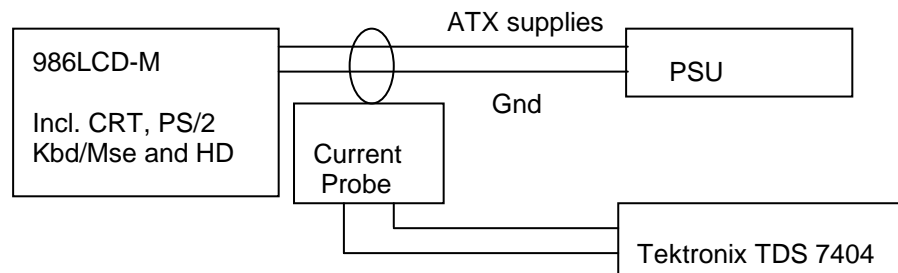 ATX supplies
986LCD-M
PSU
Gnd
Incl. CRT, PS/2
Kbd/Mse and HD
Current
Probe
Tektronix TDS 7404